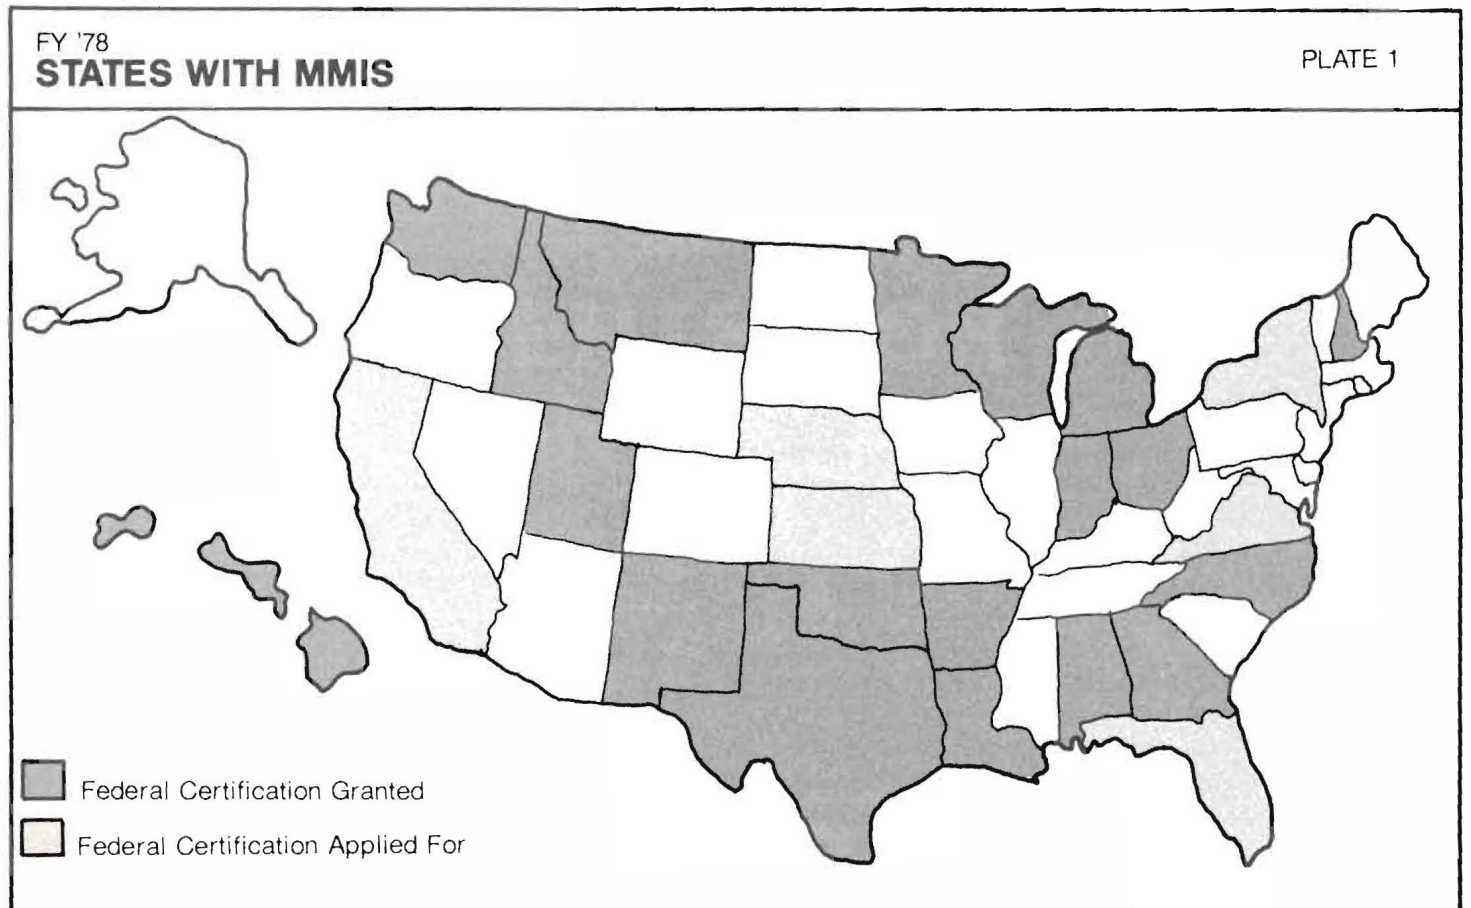 FY '78
STATES WITH MMIS
PLATE 1
Federal Certification Granted
Federal Certification Applied For